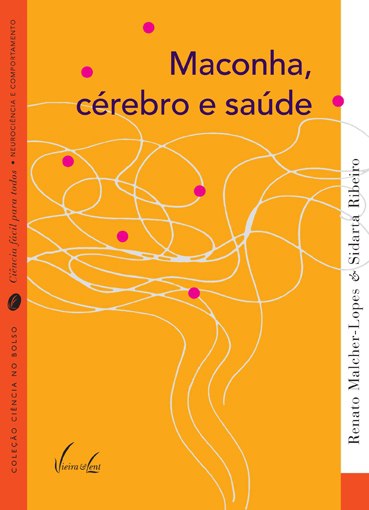 Maconha,
cérebro e saúde
Renato Malcher-Lopes & Sidarta Ribeiro
COLEÇÃO CIÊNCIA NO BOLSO
Ciência fácil para todos • NEUROCIÊNCIA E COMPORTAMENTO
Vieira & Lent